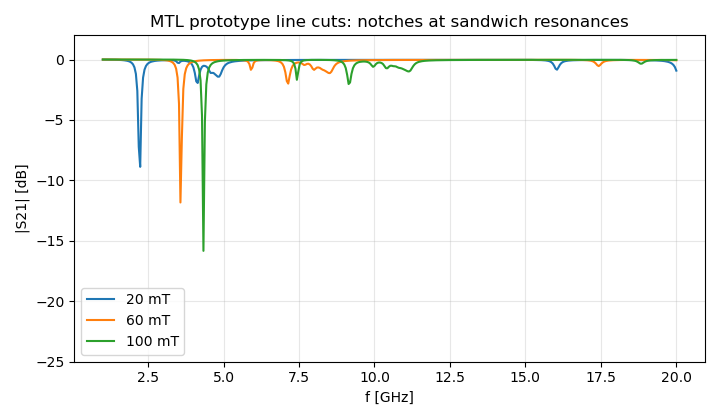 MTL prototype line cuts: notches at sandwich resonances
|S21| [dB]
0
−5
−10
−15
−20
−25
20 mT
60 mT
100 mT
2.5 5.0 7.5 10.0 12.5 15.0 17.5 20.0
f [GHz]